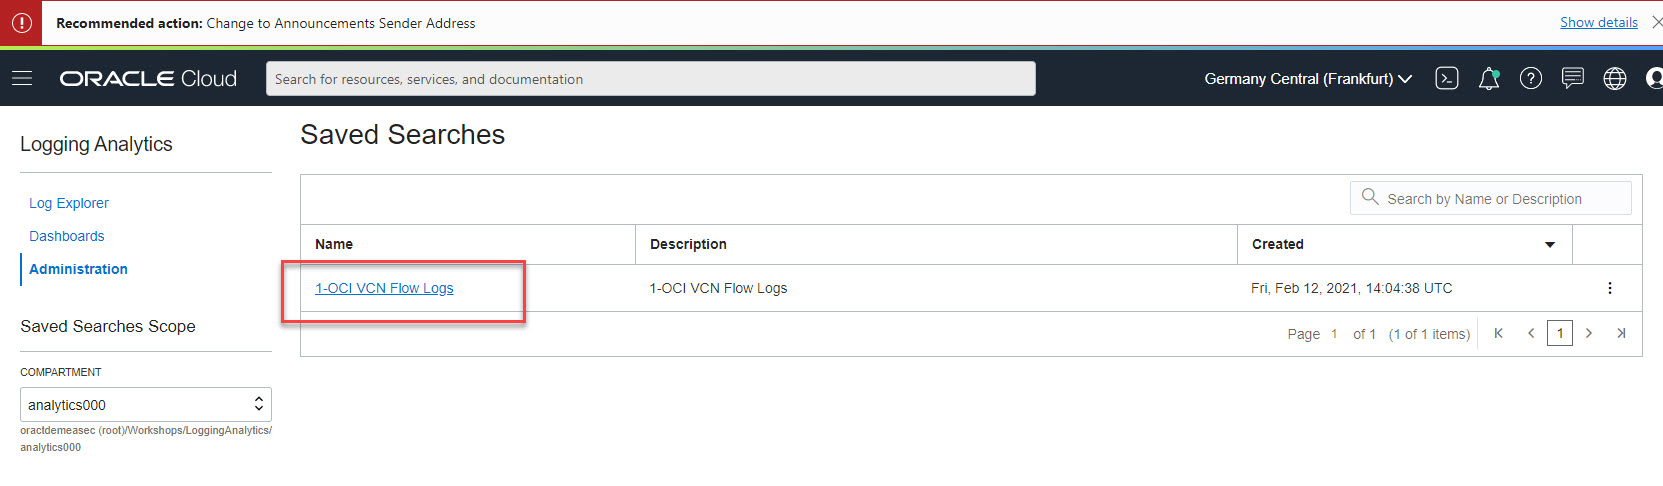 Recommended action: Change to Announcements Sender Address
Show details
ORACLE Cloud
Search for resources, services, and documentation
Germany Central (Frankfurt)
Logging Analytics
Log Explorer
Dashboards
Administration
Saved Searches Scope
COMPARTMENT
analytics000
oractdemeasec (root)/Workshops/LoggingAnalytics/
analytics000
Saved Searches
Search by Name or Description
Name Description Created
1-OCI VCN Flow Logs 1-OCI VCN Flow Logs Fri, Feb 12, 2021, 14:04:38 UTC
Page 1 of 1 (1 of 1 items) 1